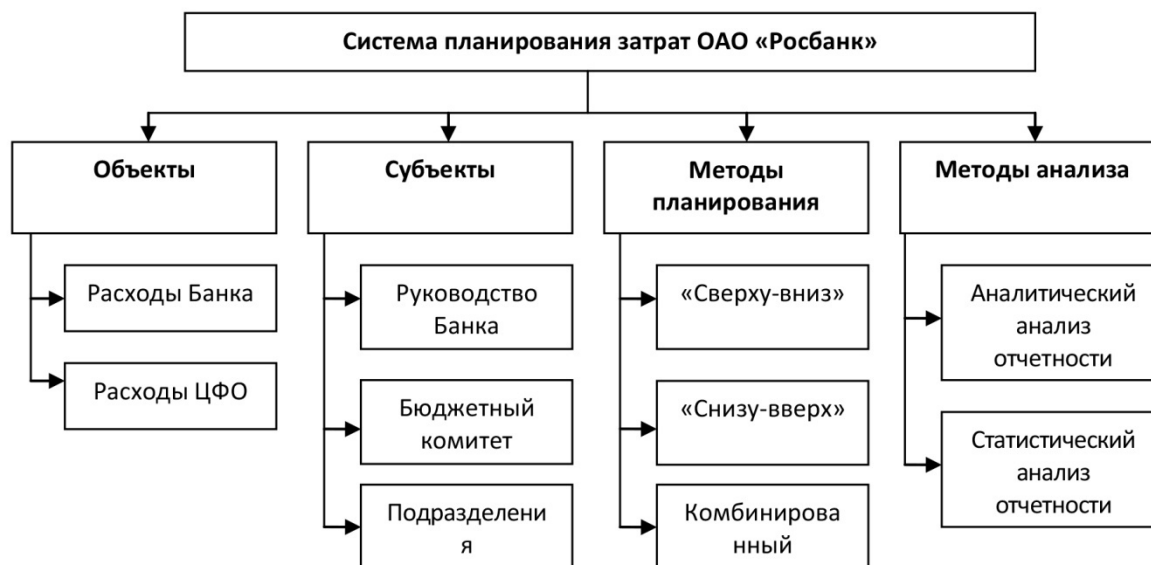 Система планирования затрат ОАО «Росбанк»
Объекты
Расходы Банка
Расходы ЦФО
Субъекты
Руководство
Банка
Бюджетный
комитет
Подразделени
я
Методы
планирования
«Сверху-вниз»
«Снизу-вверх»
Комбинирова
нный
Методы анализа
Аналитический
анализ
отчетности
Статистический
анализ
отчетности